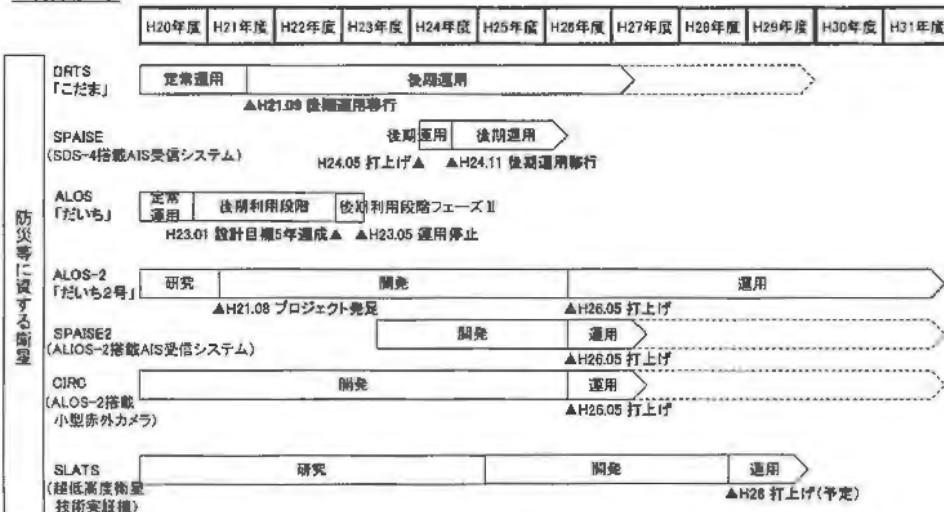 H20年度 H21年度 H22年度 H23年度 H24年度 H25年度 H26年度 H27年度 H28年度 H29年度 H30年度 H31年度
防災等に資する衛星
DRTS
「こだま」
定常運用 後期運用
▲H21.09 後期運用移行
SPAISE
(SDS-4搭載AIS受信システム)
後期運用 後期運用
H24.05 打上げ▲ ▲H24.11 後期運用移行
ALOS
「だいち」
定常運用 後期利用段階 後期利用段階フェーズⅡ
H23.01 設計目標5年達成▲ ▲H23.05 運用停止
ALOS-2
「だいち2号」
研究 開発 運用
▲H21.08 プロジェクト発足 ▲H26.05 打上げ
SPAISE2
(ALOS-2搭載AIS受信システム)
開発 運用
▲H26.05 打上げ
CIRC
(ALOS-2搭載
小型赤外カメラ)
開発 運用
▲H26.05 打上げ
SLATS
(超低高度衛星
技術実証機)
研究 開発 運用
▲H28 打上げ(予定)